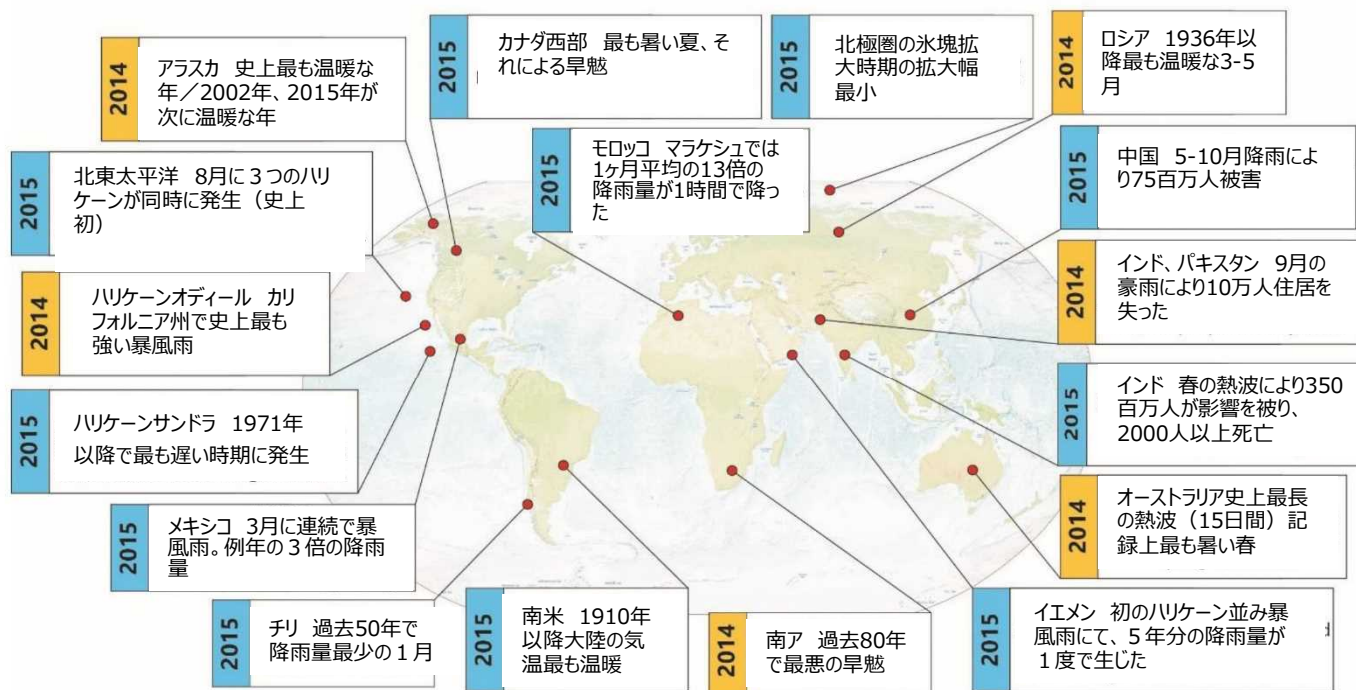 2014
アラスカ 史上最も温暖な
年／2002年、2015年が
次に温暖な年
2015
カナダ西部 最も暑い夏、そ
れによる旱魃
2015
北極圏の氷塊拡
大時期の拡大幅
最小
2014
ロシア 1936年以
降最も温暖な3-5
月
2015
北東太平洋 8月に３つのハリ
ケーンが同時に発生（史上
初）
2015
モロッコ マラケシュでは
1ヶ月平均の13倍の
降雨量が1時間で降っ
た
2015
中国 5-10月降雨によ
り75百万人被害
2014
ハリケーンオディール カリ
フォルニア州で史上最も
強い暴風雨
2014
インド、パキスタン 9月の
豪雨により10万人住居を
失った
2015
ハリケーンサンドラ 1971年
以降で最も遅い時期に発生
2015
インド 春の熱波により350
百万人が影響を被り、
2000人以上死亡
2015
メキシコ 3月に連続で暴
風雨。例年の３倍の降雨
量
2014
オーストラリア史上最長
の熱波（15日間）記
録上最も暑い春
2015
チリ 過去50年で
降雨量最少の１月
2015
南米 1910年
以降大陸の気
温最も温暖
2014
南ア 過去80年
で最悪の旱魃
2015
イエメン 初のハリケーン並み暴
風雨にて、５年分の降雨量が
１度で生じた